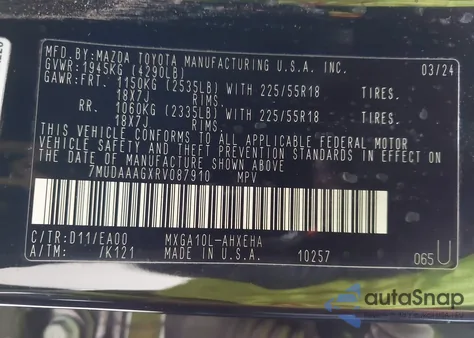 MFD.BY:MAZDA TOYOTA MANUFACTURING U.S.A. INC.
GVWR:1945KG (4290LB) 03/24
GAWR:FRT. 1150KG (2535LB) WITH 225/55R18 TIRES.
18X7J RIMS.
RR. 1060KG (2335LB) WITH 225/55R18 TIRES.
18X7J RIMS.
THIS VEHICLE CONFORMS TO ALL APPLICABLE FEDERAL MOTOR
VEHICLE SAFETY AND THEFT PREVENTION STANDARDS IN EFFECT ON
THE DATE OF MANUFACTURE SHOWN ABOVE.
7MUDAAAGXRV087910 MPV
C/TR:D11/EA00 MXGA10L-AHXEHA
A/TM: /K121 MADE IN U.S.A. 10257 065 U
autoSnap